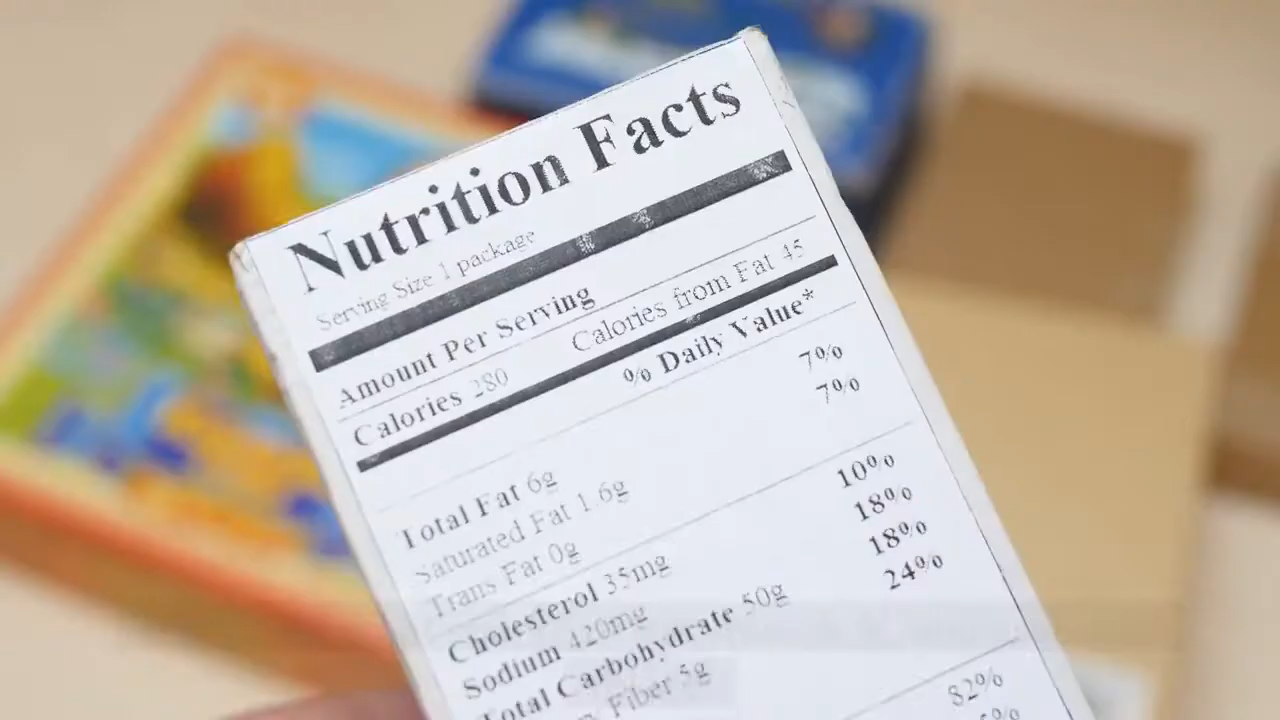 Nutrition Facts
Serving Size 1 package
Amount Per Serving
Calories 280 Calories from Fat 45
% Daily Value*
Total Fat 6g 7%
Saturated Fat 1.6g 7%
Trans Fat 0g
Cholesterol 35mg 10%
Sodium 420mg 18%
Total Carbohydrate 50g 18%
Fiber 5g 24%
82%